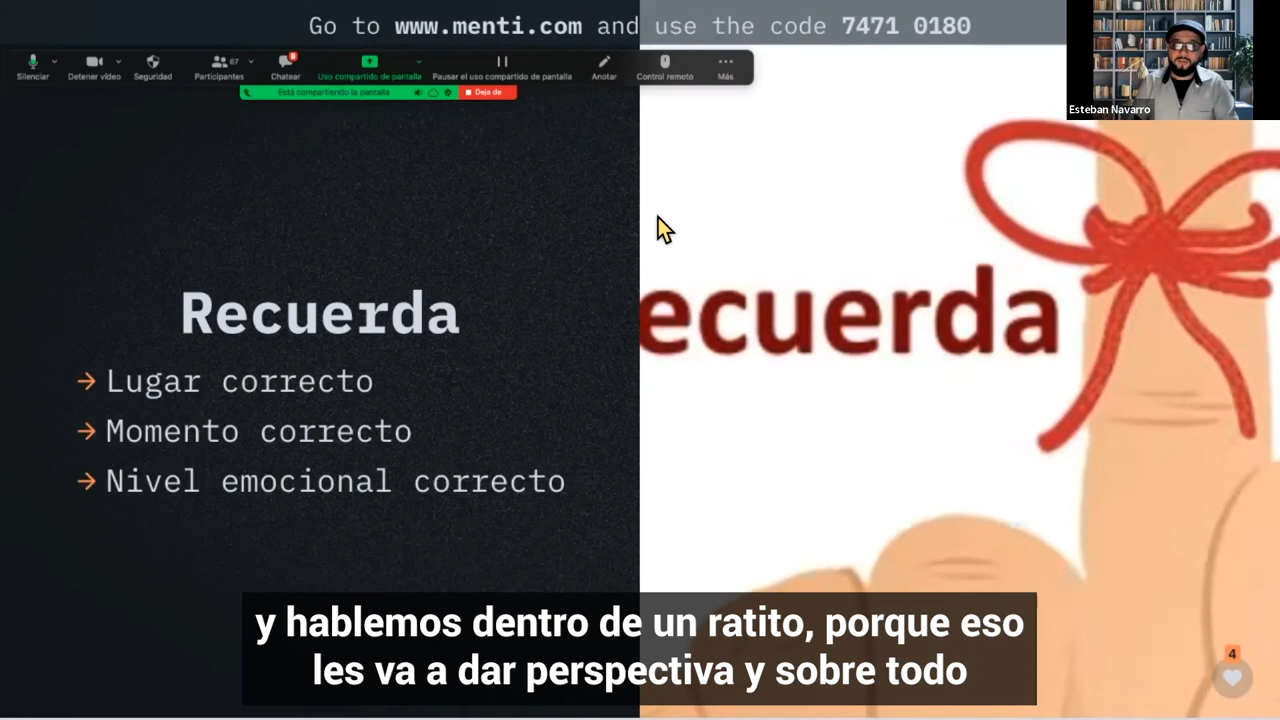 Go to www.menti.com and use the code 7471 0180
Silenciar
Detener vídeo
Seguridad
Participantes
67
Chatear
8
Uso compartido de pantalla
Pausar el uso compartido de pantalla
Anotar
Control remoto
Más
Está compartiendo la pantalla
Deja de
Esteban Navarro
Recuerda
→ Lugar correcto
→ Momento correcto
→ Nivel emocional correcto
ecuerda
y hablemos dentro de un ratito, porque eso
les va a dar perspectiva y sobre todo
4